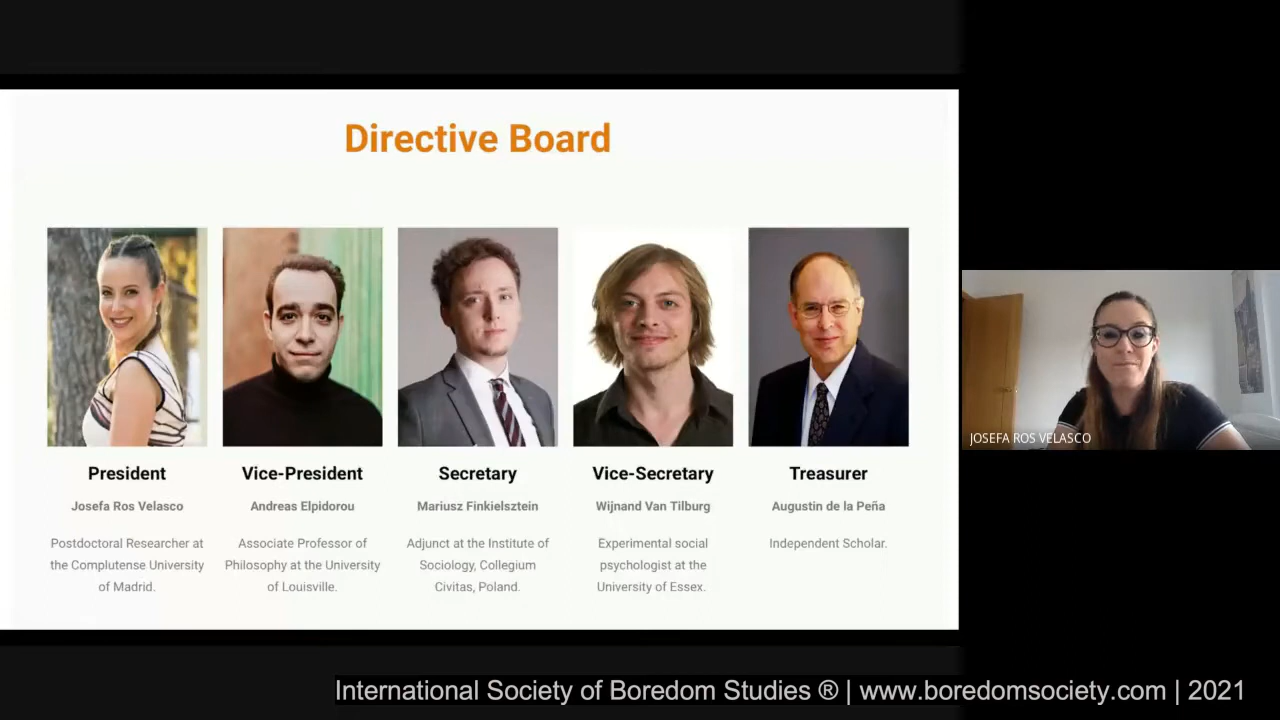 Directive Board
President
Josefa Ros Velasco
Postdoctoral Researcher at
the Complutense University
of Madrid.
Vice-President
Andreas Elpidorou
Associate Professor of
Philosophy at the University
of Louisville.
Secretary
Mariusz Finkielsztein
Adjunct at the Institute of
Sociology, Collegium
Civitas, Poland.
Vice-Secretary
Wijnand Van Tilburg
Experimental social
psychologist at the
University of Essex.
Treasurer
Augustin de la Peña
Independent Scholar.
JOSEFA ROS VELASCO
International Society of Boredom Studies ® | www.boredomsociety.com | 2021